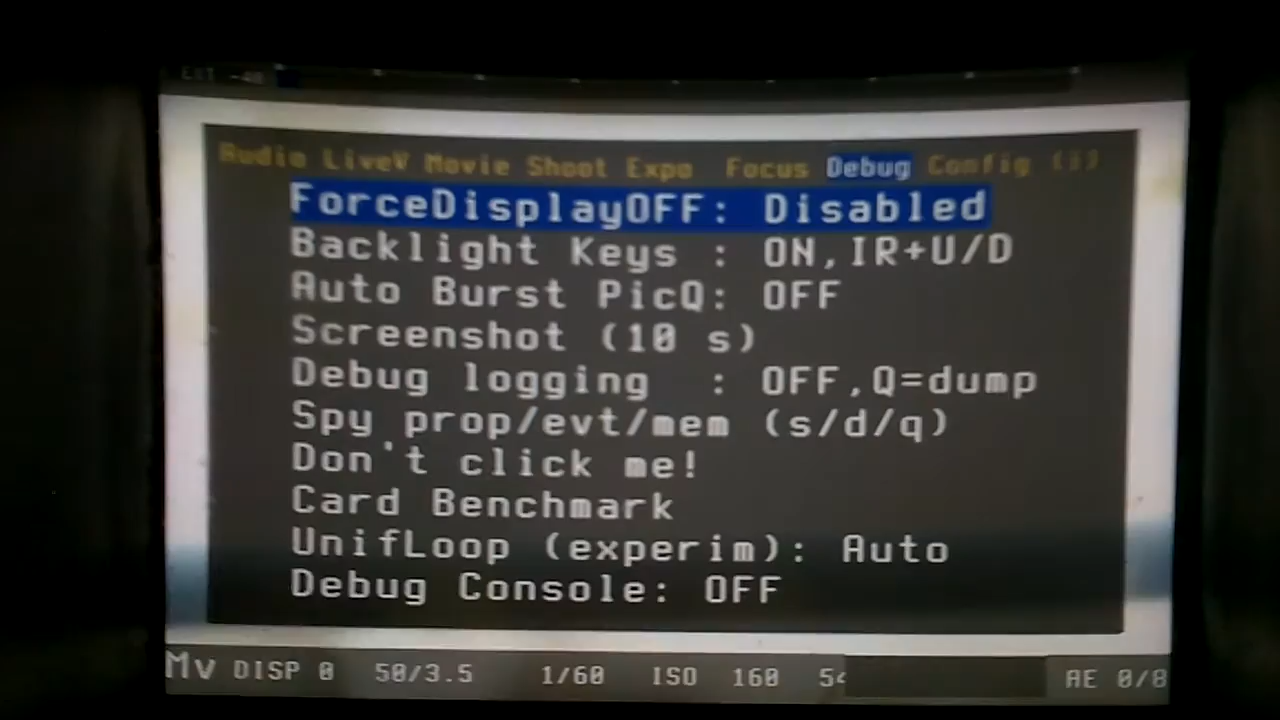 Audio LiveV Movie Shoot Expo Focus Debug Config (i)
ForceDisplayOFF: Disabled
Backlight Keys : ON,IR+U/D
Auto Burst PicQ: OFF
Screenshot (10 s)
Debug logging : OFF,Q=dump
Spy prop/evt/mem (s/d/q)
Don't click me!
Card Benchmark
UnifLoop (experim): Auto
Debug Console: OFF
Mv DISP 0 50/3.5 1/60 ISO 160 AE 0/8